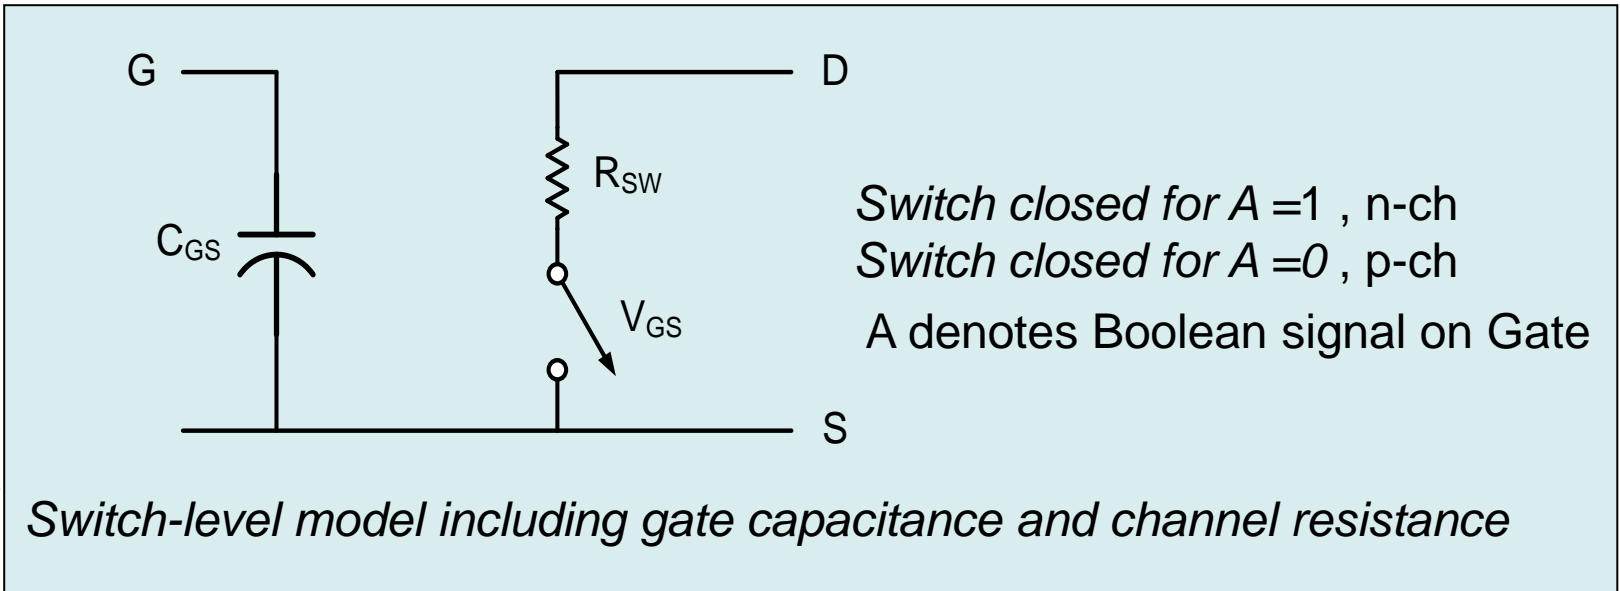 G
D
R_SW
C_GS
V_GS
S
Switch closed for A =1 , n-ch
Switch closed for A =0 , p-ch
A denotes Boolean signal on Gate
Switch-level model including gate capacitance and channel resistance